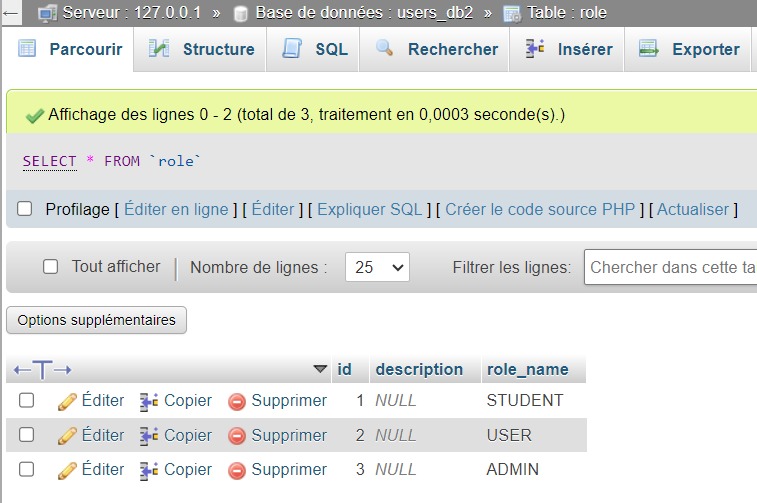 Serveur : 127.0.0.1 » Base de données : users_db2 » Table : role
Parcourir Structure SQL Rechercher Insérer Exporter
Affichage des lignes 0 - 2 (total de 3, traitement en 0,0003 seconde(s).)
SELECT * FROM `role`
Profilage [ Éditer en ligne ] [ Éditer ] [ Expliquer SQL ] [ Créer le code source PHP ] [ Actualiser ]
Tout afficher Nombre de lignes : 25 Filtrer les lignes: Chercher dans cette ta
Options supplémentaires
id description role_name
Éditer Copier Supprimer 1 NULL STUDENT
Éditer Copier Supprimer 2 NULL USER
Éditer Copier Supprimer 3 NULL ADMIN